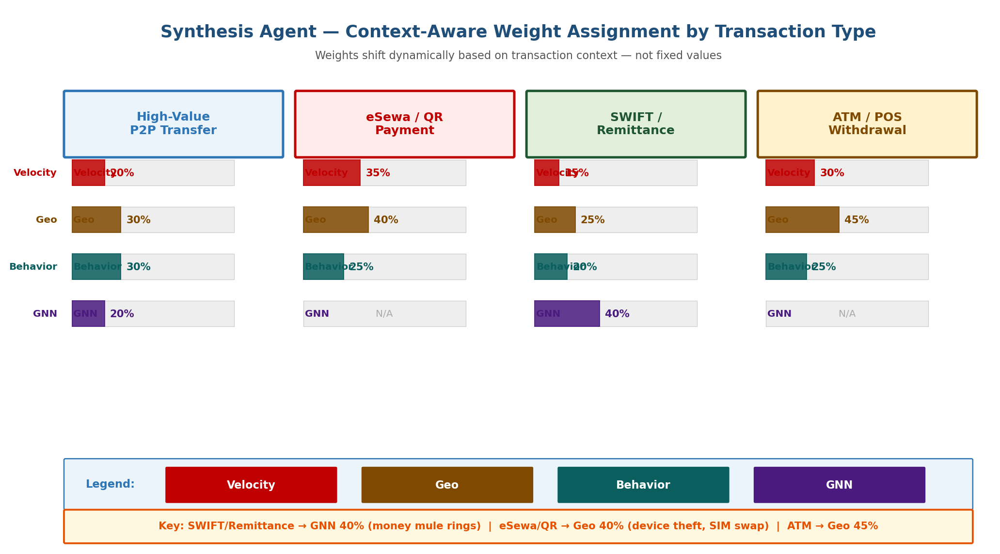 Synthesis Agent — Context-Aware Weight Assignment by Transaction Type
Weights shift dynamically based on transaction context — not fixed values
High-Value
P2P Transfer
eSewa / QR
Payment
SWIFT /
Remittance
ATM / POS
Withdrawal
Velocity Velocity 20% Velocity 35% Velocity 15% Velocity 30%
Geo Geo 30% Geo 40% Geo 25% Geo 45%
Behavior Behavior 30% Behavior 25% Behavior 20% Behavior 25%
GNN GNN 20% GNN N/A GNN 40% GNN N/A
Legend: Velocity Geo Behavior GNN
Key: SWIFT/Remittance → GNN 40% (money mule rings) | eSewa/QR → Geo 40% (device theft, SIM swap) | ATM → Geo 45%